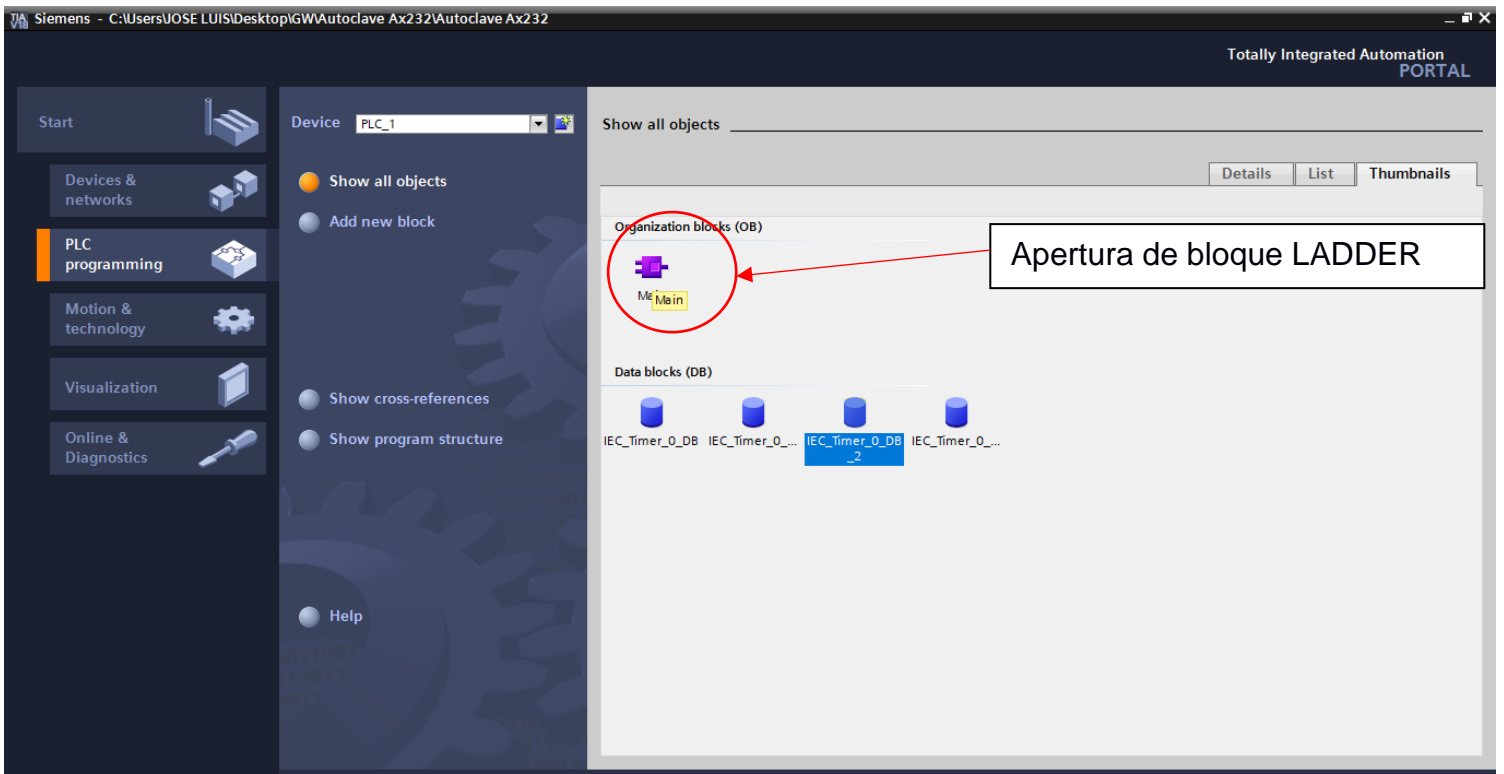 TIA
V18
Siemens - C:\Users\JOSE LUIS\Desktop\GW\Autoclave Ax232\Autoclave Ax232
Totally Integrated Automation
PORTAL
Start
Devices &
networks
PLC
programming
Motion &
technology
Visualization
Online &
Diagnostics
Device PLC_1
Show all objects
Add new block
Show cross-references
Show program structure
Help
Show all objects
Details List Thumbnails
Organization blocks (OB)
Main
Apertura de bloque LADDER
Data blocks (DB)
IEC_Timer_0_DB IEC_Timer_0_... IEC_Timer_0_DB IEC_Timer_0_...
_2